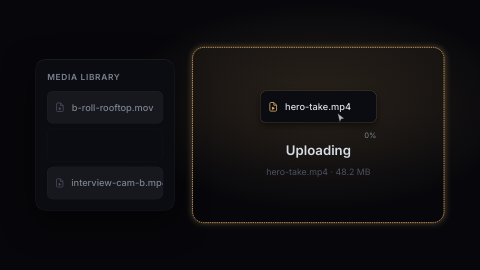 MEDIA LIBRARY
b-roll-rooftop.mov
interview-cam-b.mp
hero-take.mp4
0%
Uploading
hero-take.mp4 · 48.2 MB